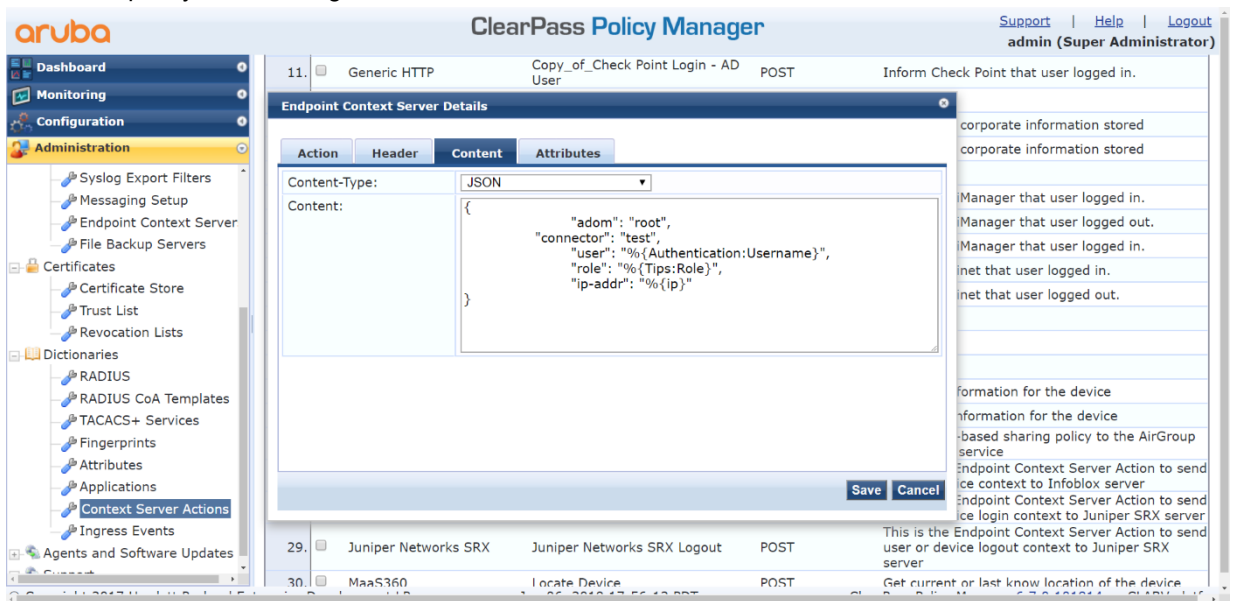 aruba
ClearPass Policy Manager
Support | Help | Logout
admin (Super Administrator)
Dashboard
Monitoring
Configuration
Administration
Syslog Export Filters
Messaging Setup
Endpoint Context Server
File Backup Servers
Certificates
Certificate Store
Trust List
Revocation Lists
Dictionaries
RADIUS
RADIUS CoA Templates
TACACS+ Services
Fingerprints
Attributes
Applications
Context Server Actions
Ingress Events
Agents and Software Updates
11. Generic HTTP Copy_of_Check Point Login - AD User POST Inform Check Point that user logged in.
Endpoint Context Server Details
Action Header Content Attributes
Content-Type: JSON
Content:
{
"adom": "root",
"connector": "test",
"user": "%{Authentication:Username}",
"role": "%{Tips:Role}",
"ip-addr": "%{ip}"
}
Save Cancel
corporate information stored
corporate information stored
iManager that user logged in.
iManager that user logged out.
iManager that user logged in.
inet that user logged in.
inet that user logged out.
formation for the device
formation for the device
-based sharing policy to the AirGroup
service
Endpoint Context Server Action to send
ice context to Infoblox server
Endpoint Context Server Action to send
ice login context to Juniper SRX server
29. Juniper Networks SRX Juniper Networks SRX Logout POST This is the Endpoint Context Server Action to send
user or device logout context to Juniper SRX
server
30. MaaS360 Locate Device POST Get current or last know location of the device